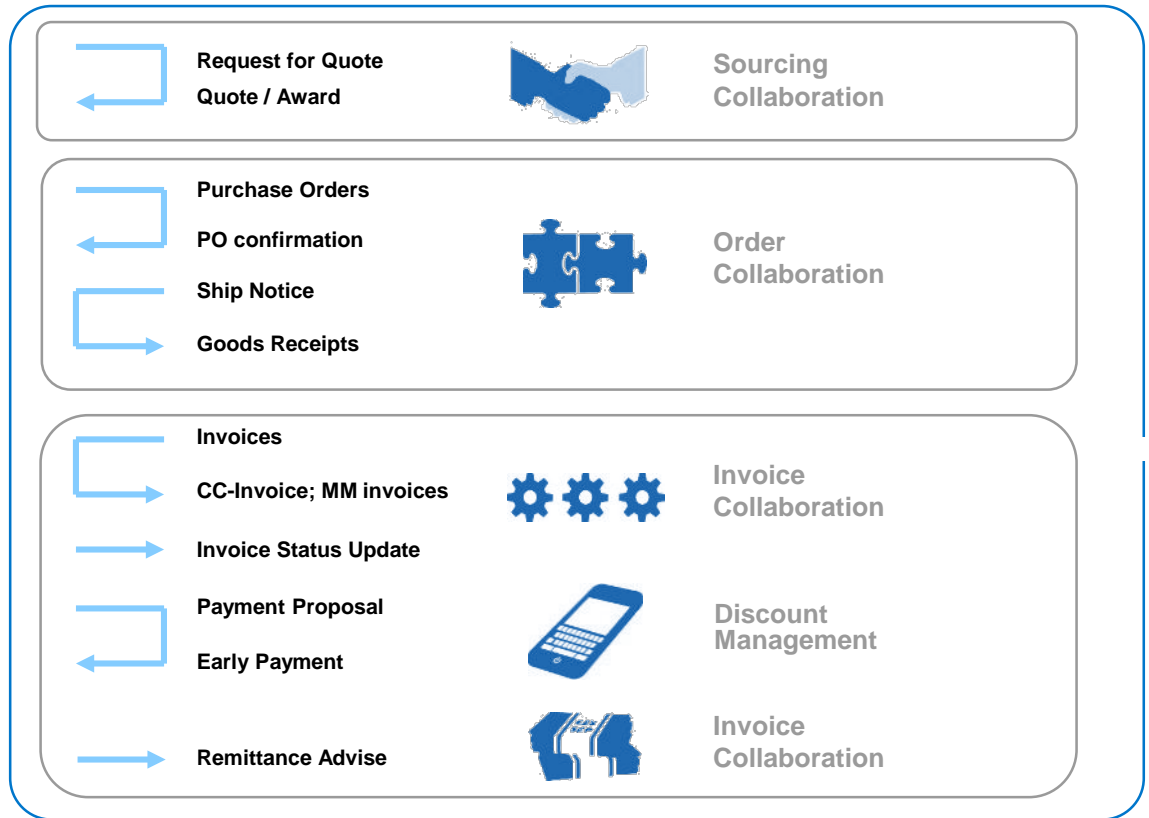 Request for Quote
Quote / Award
Sourcing
Collaboration
Purchase Orders
PO confirmation
Ship Notice
Goods Receipts
Order
Collaboration
Invoices
CC-Invoice; MM invoices
Invoice Status Update
Invoice
Collaboration
Payment Proposal
Early Payment
Discount
Management
Remittance Advise
Invoice
Collaboration